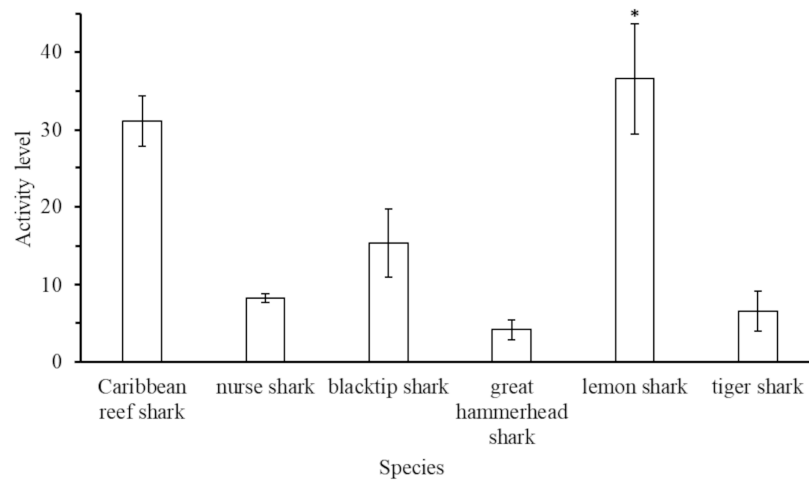 *
40
30
20
10
0
Activity level
Caribbean
reef shark
nurse shark
blacktip shark
great
hammerhead
shark
lemon shark
tiger shark
Species